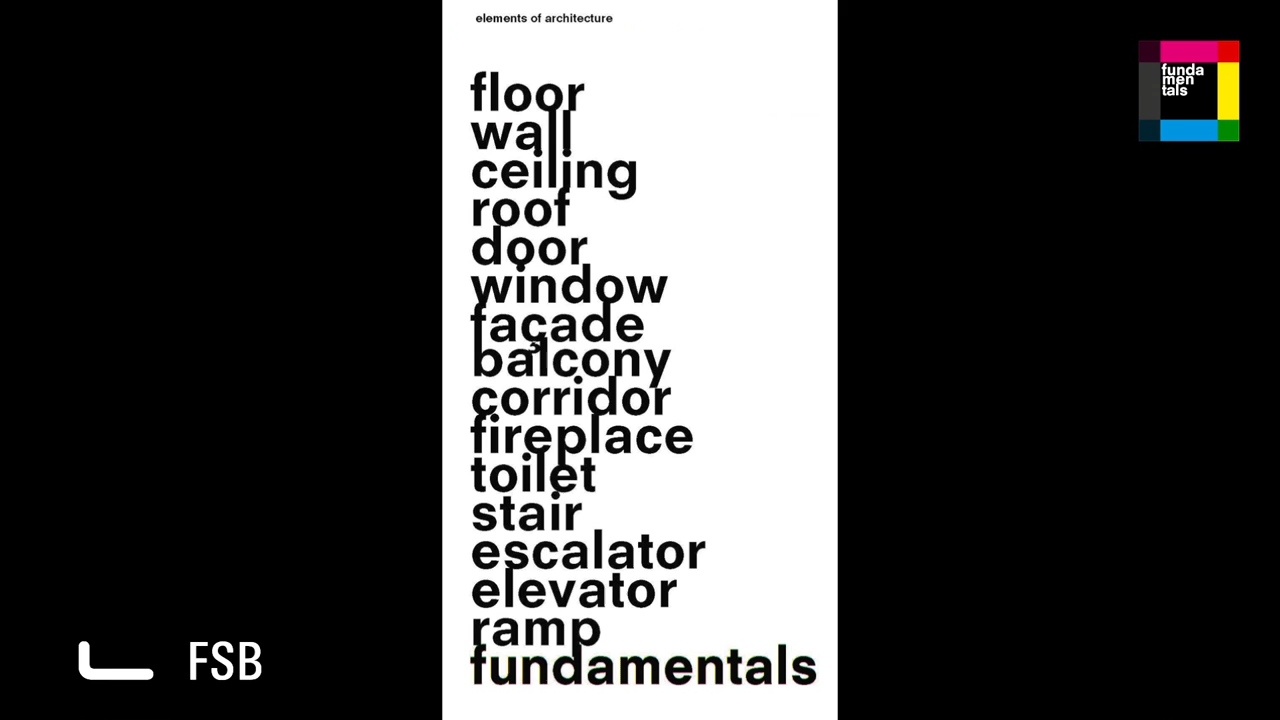 elements of architecture
floor
wall
ceiling
roof
door
window
façade
balcony
corridor
fireplace
toilet
stair
escalator
elevator
ramp
fundamentals
funda
men
tals
FSB